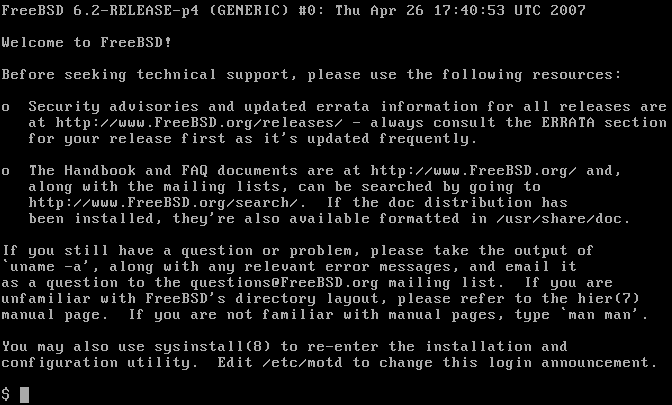 FreeBSD 6.2-RELEASE-p4 (GENERIC) #0: Thu Apr 26 17:40:53 UTC 2007
Welcome to FreeBSD!
Before seeking technical support, please use the following resources:
o  Security advisories and updated errata information for all releases are
at http://www.FreeBSD.org/releases/ - always consult the ERRATA section
for your release first as it's updated frequently.
o  The Handbook and FAQ documents are at http://www.FreeBSD.org/ and,
along with the mailing lists, can be searched by going to
http://www.FreeBSD.org/search/.  If the doc distribution has
been installed, they're also available formatted in /usr/share/doc.
If you still have a question or problem, please take the output of
`uname -a', along with any relevant error messages, and email it
as a question to the questions@FreeBSD.org mailing list.  If you are
unfamiliar with FreeBSD's directory layout, please refer to the hier(7)
manual page.  If you are not familiar with manual pages, type `man man'.
You may also use sysinstall(8) to re-enter the installation and
configuration utility.  Edit /etc/motd to change this login announcement.
$